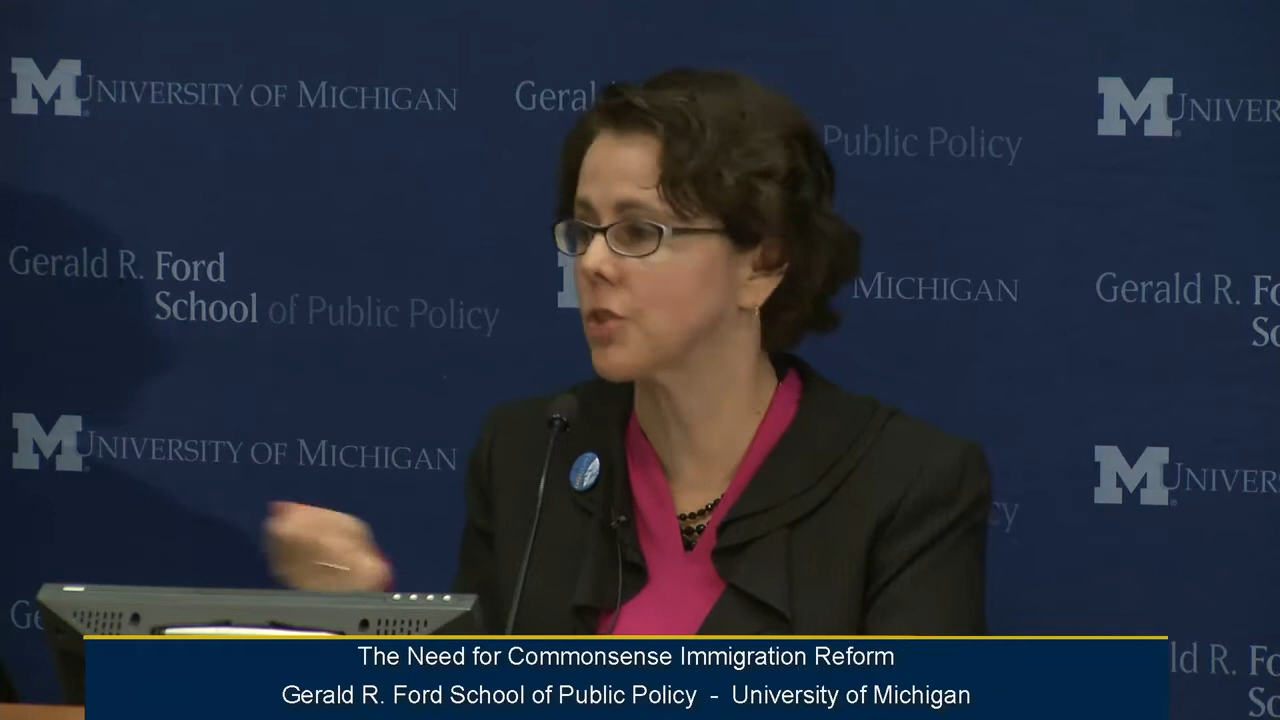 M UNIVERSITY OF MICHIGAN
Gerald
Public Policy
M UNIVER
Gerald R. Ford
School of Public Policy
MICHIGAN
Gerald R. Fo
Sc
M UNIVERSITY OF MICHIGAN
M UNIVER
cy
Ge
ld R. Fo
Sc
The Need for Commonsense Immigration Reform
Gerald R. Ford School of Public Policy - University of Michigan